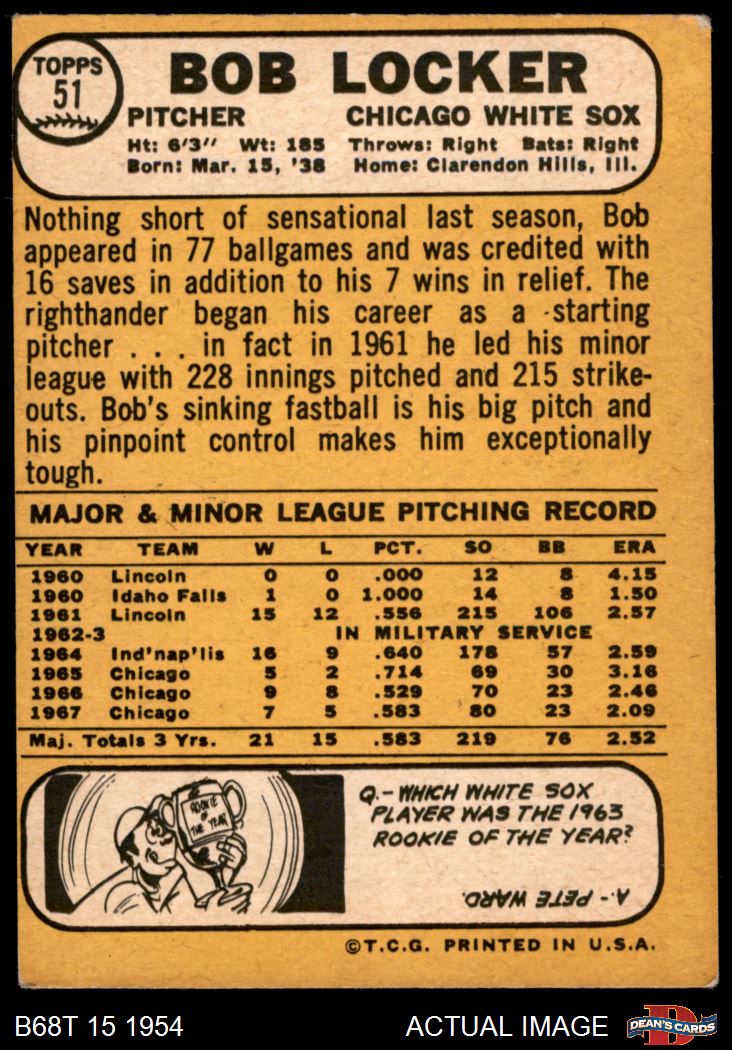 TOPPS
51
BOB LOCKER
PITCHER CHICAGO WHITE SOX
Ht: 6'3" Wt: 185 Throws: Right Bats: Right
Born: Mar. 15, '38 Home: Clarendon Hills, Ill.
Nothing short of sensational last season, Bob
appeared in 77 ballgames and was credited with
16 saves in addition to his 7 wins in relief. The
righthander began his career as a starting
pitcher . . . in fact in 1961 he led his minor
league with 228 innings pitched and 215 strike-
outs. Bob's sinking fastball is his big pitch and
his pinpoint control makes him exceptionally
tough.
MAJOR & MINOR LEAGUE PITCHING RECORD
YEAR TEAM W L PCT. SO BB ERA
1960 Lincoln 0 0 .000 12 8 4.15
1960 Idaho Falls 1 0 1.000 14 8 1.50
1961 Lincoln 15 12 .556 215 106 2.57
1962-3 IN MILITARY SERVICE
1964 Ind'nap'lis 16 9 .640 178 57 2.59
1965 Chicago 5 2 .714 69 30 3.16
1966 Chicago 9 8 .529 70 23 2.46
1967 Chicago 7 5 .583 80 23 2.09
Maj. Totals 3 Yrs. 21 15 .583 219 76 2.52
ROOKIE
OF
THE YEAR
Q.- WHICH WHITE SOX
PLAYER WAS THE 1963
ROOKIE OF THE YEAR?
A.- PETE WARD.
©T.C.G. PRINTED IN U.S.A.
B68T 15 1954 ACTUAL IMAGE
D
DEAN'S CARDS